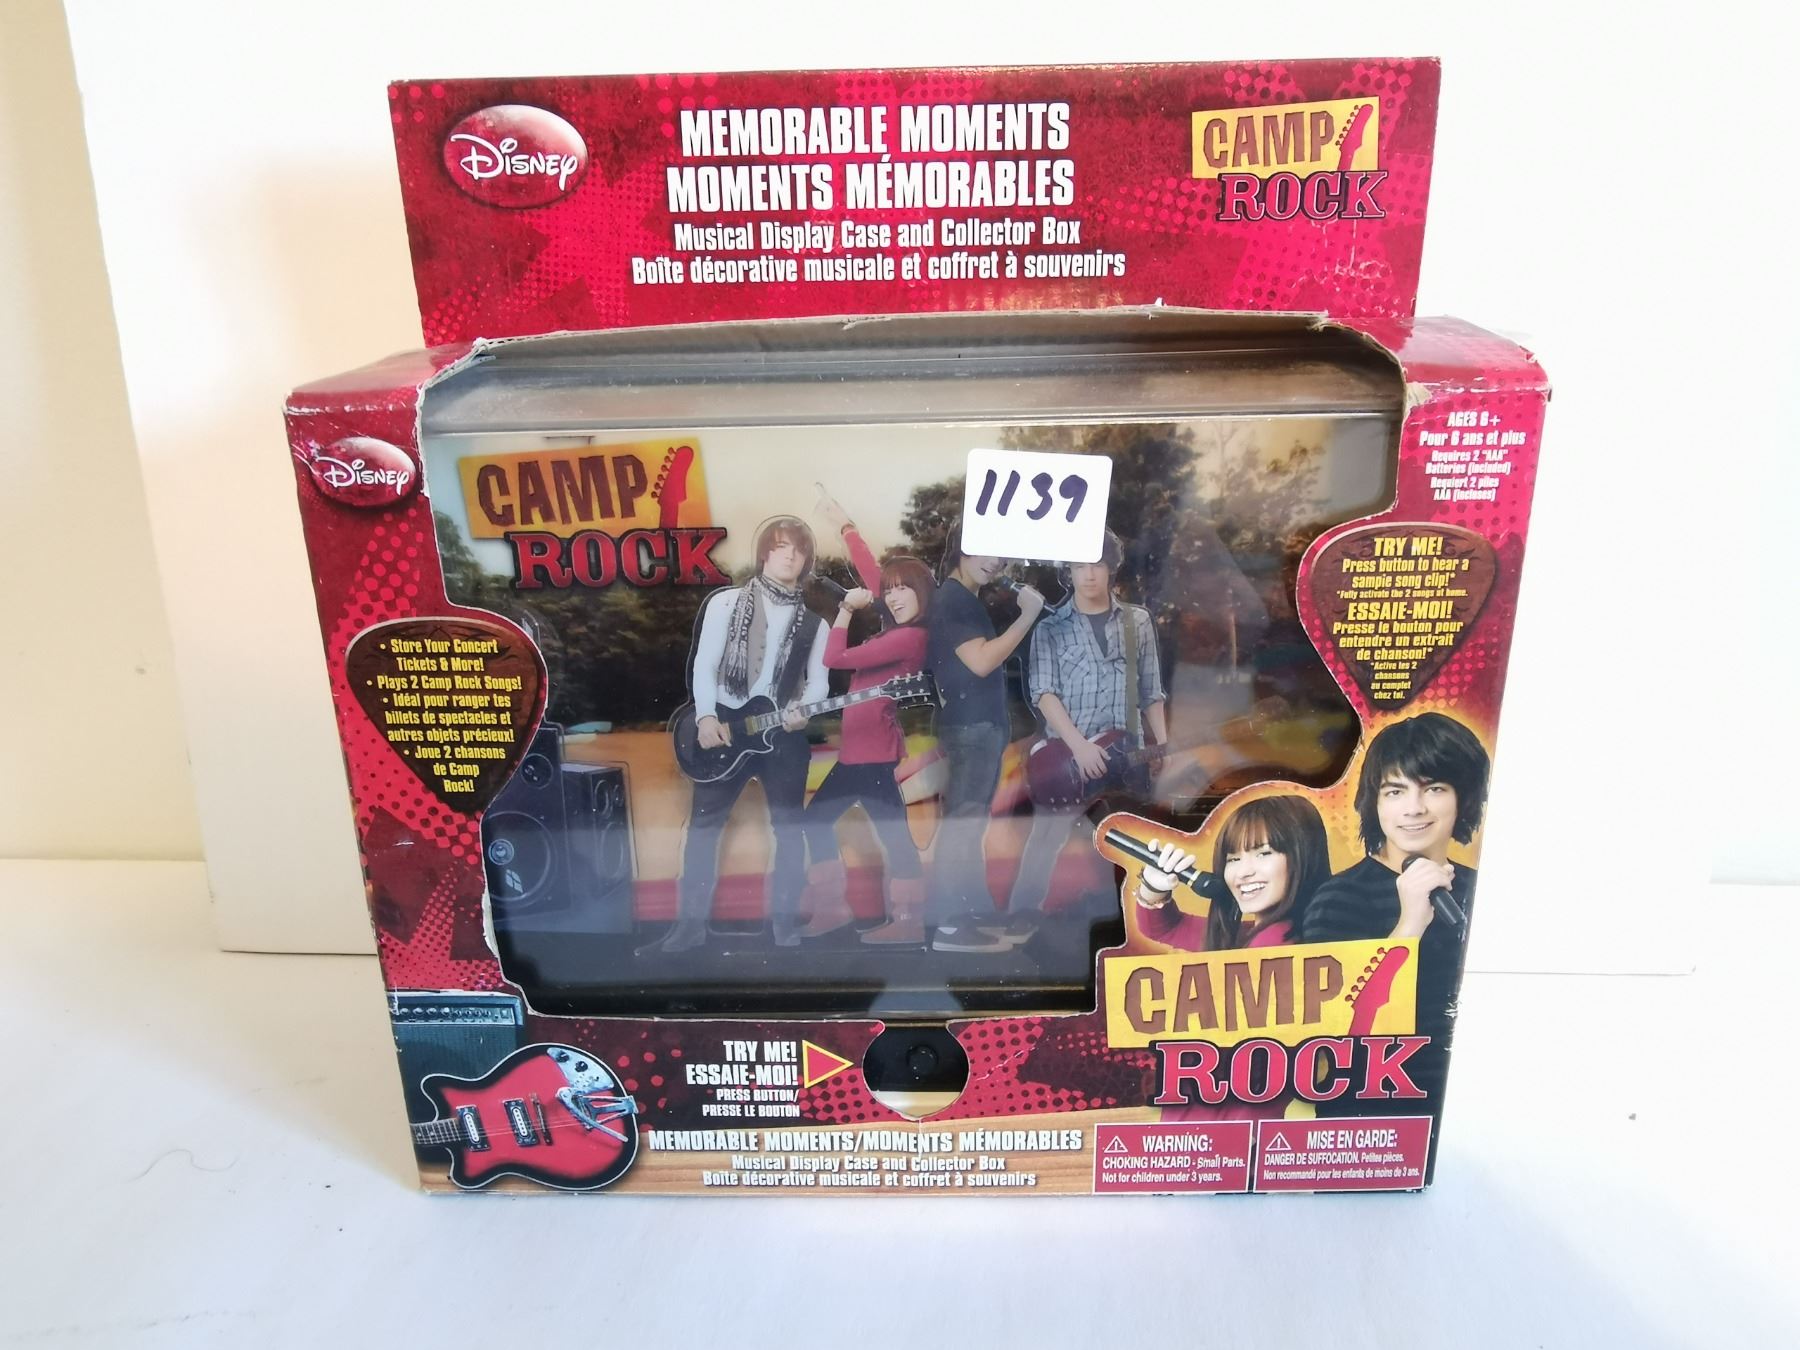 Disney
MEMORABLE MOMENTS
MOMENTS MÉMORABLES
Musical Display Case and Collector Box
Boîte décorative musicale et coffret à souvenirs
CAMP
ROCK
Disney
CAMP
ROCK
1139
AGES 6+
Pour 6 ans et plus
Requires 2 "AAA"
Batteries (included)
Requiert 2 piles
AAA (incluses)
TRY ME!
Press button to hear a
sample song clip!*
*Fully activate the 2 songs at home.
ESSAIE-MOI!
Presse le bouton pour
entendre un extrait
de chanson!*
*Active les 2
chansons
au complet
chez toi.
• Store Your Concert
Tickets & More!
• Plays 2 Camp Rock Songs!
• Idéal pour ranger tes
billets de spectacles et
autres objets précieux!
• Joue 2 chansons
de Camp
Rock!
CAMP
ROCK
TRY ME!
ESSAIE-MOI!
PRESS BUTTON/
PRESSE LE BOUTON
MEMORABLE MOMENTS/MOMENTS MÉMORABLES
Musical Display Case and Collector Box
Boîte décorative musicale et coffret à souvenirs
WARNING:
CHOKING HAZARD - Small Parts.
Not for children under 3 years.
MISE EN GARDE:
DANGER DE SUFFOCATION. Petites pièces.
Non recommandé pour les enfants de moins de 3 ans.